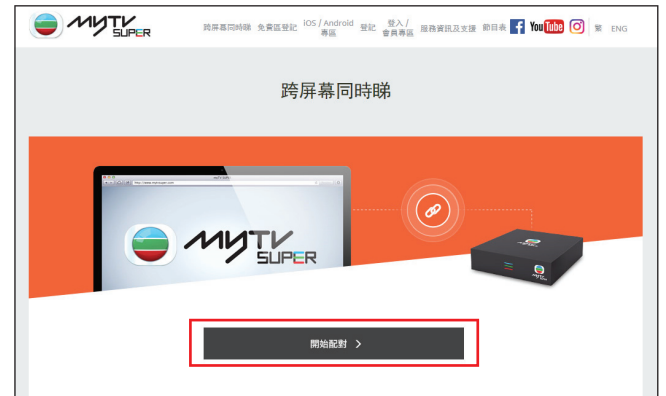 myTV SUPER
跨屏幕同時睇 免費區登記 iOS / Android 專區 登記 登入 / 會員專區 服務資訊及支援 節目表 f YouTube 繁 ENG
跨屏幕同時睇
myTV SUPER
開始配對 >